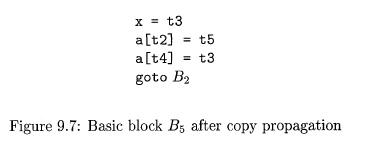 x = t3
a[t2] = t5
a[t4] = t3
goto B₂
Figure 9.7: Basic block B₅ after copy propagation